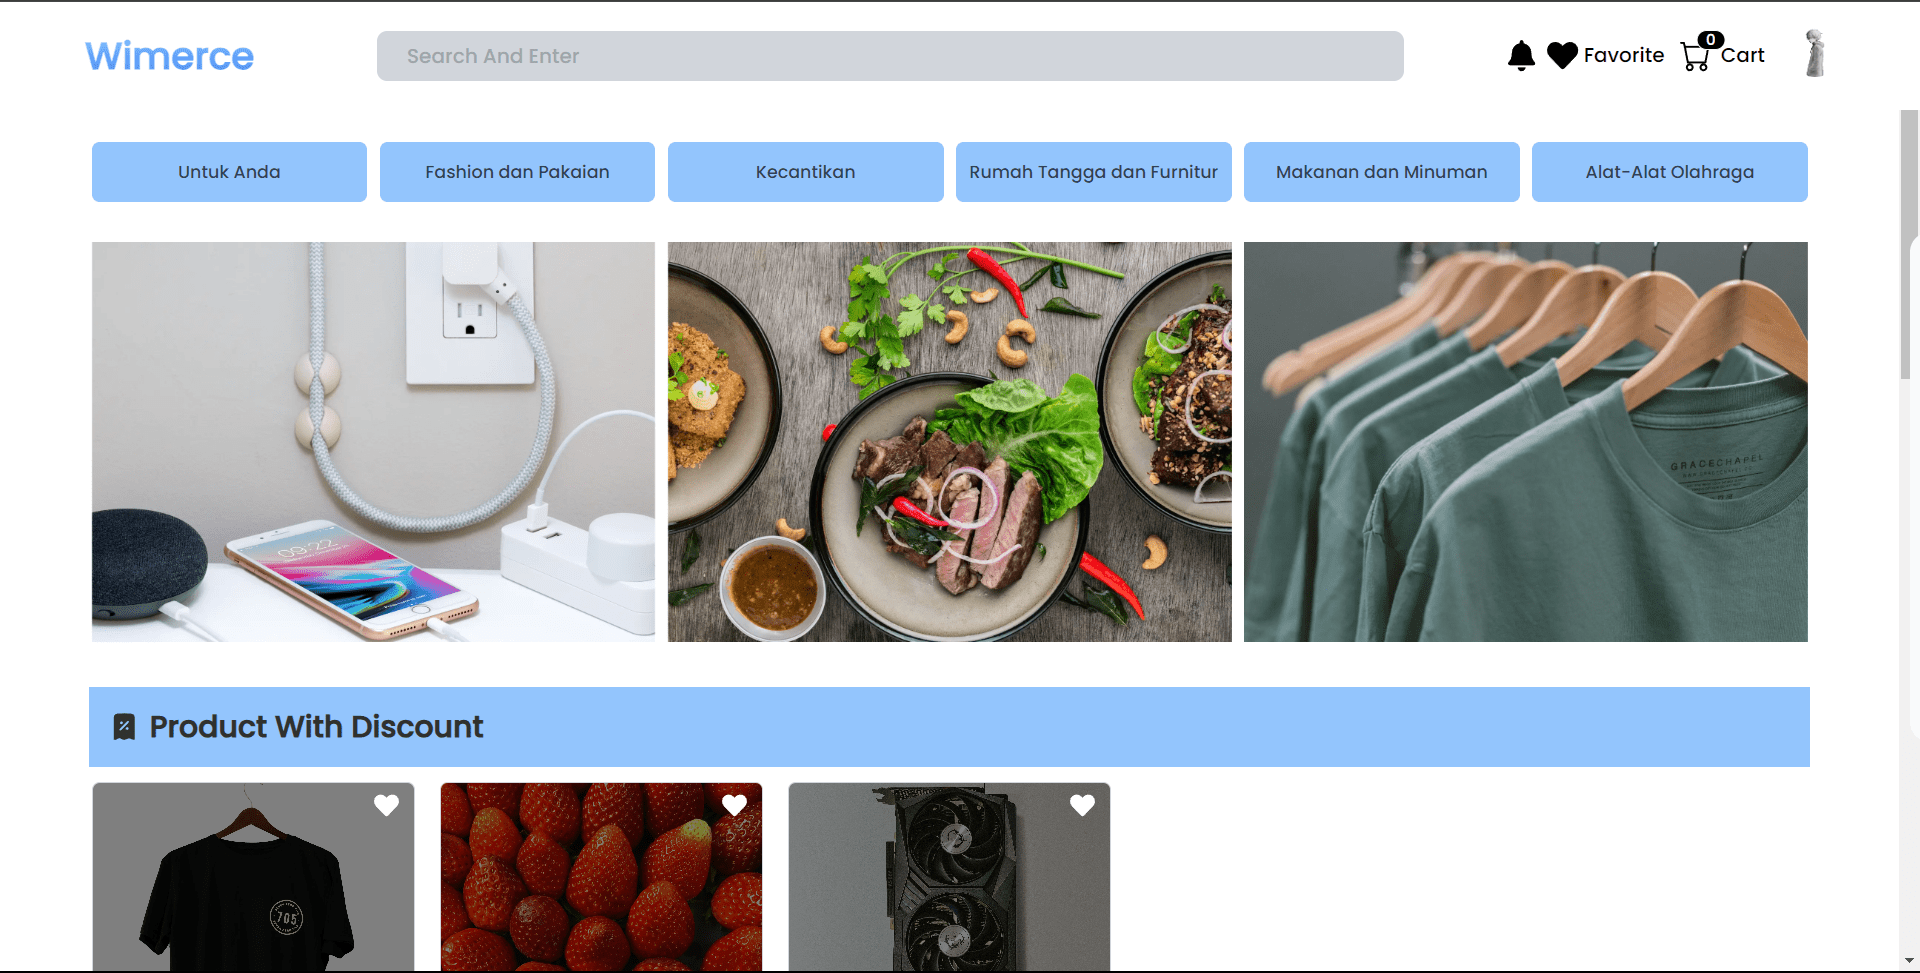 Wimerce
Search And Enter
Favorite
0
Cart
Untuk Anda
Fashion dan Pakaian
Kecantikan
Rumah Tangga dan Furnitur
Makanan dan Minuman
Alat-Alat Olahraga
09:22
GRACECHAPEL
Product With Discount
705